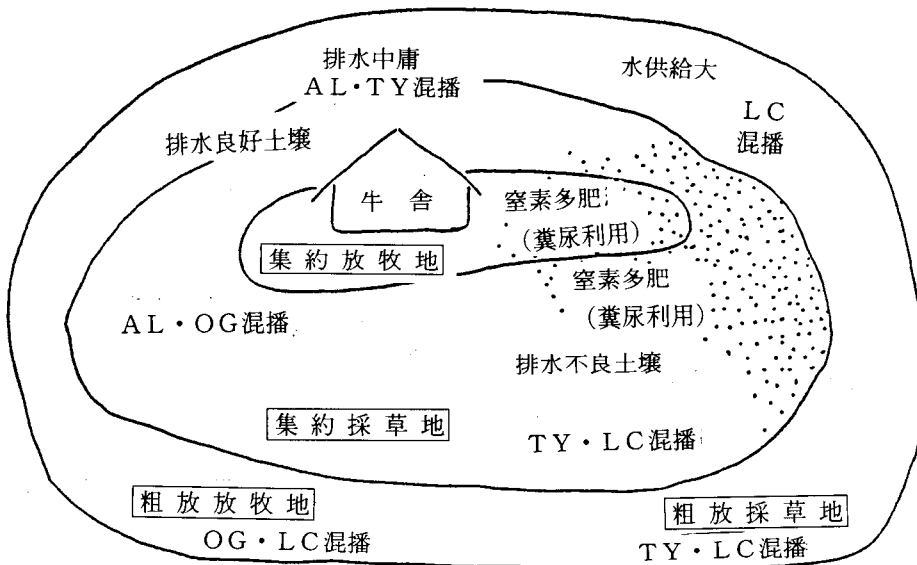 排水中庸
AL・TY混播
水供給大
LC
混播
排水良好土壌
牛舎
窒素多肥
(糞尿利用)
集約放牧地
窒素多肥
(糞尿利用)
AL・OG混播
排水不良土壌
集約採草地
TY・LC混播
粗放放牧地
OG・LC混播
粗放採草地
TY・LC混播